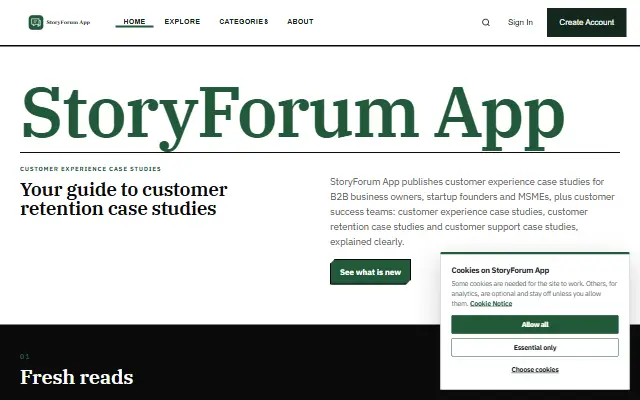 StoryForum App
HOME
EXPLORE
CATEGORIES
ABOUT
Sign In
Create Account
StoryForum App
CUSTOMER EXPERIENCE CASE STUDIES
Your guide to customer
retention case studies
StoryForum App publishes customer experience case studies for
B2B business owners, startup founders and MSMEs, plus customer
success teams: customer experience case studies, customer
retention case studies and customer support case studies,
explained clearly.
See what is new
Cookies on StoryForum App
Some cookies are needed for the site to work. Others, for
analytics, are optional and stay off unless you allow
them. Cookie Notice
Allow all
Essential only
Choose cookies
01
Fresh reads